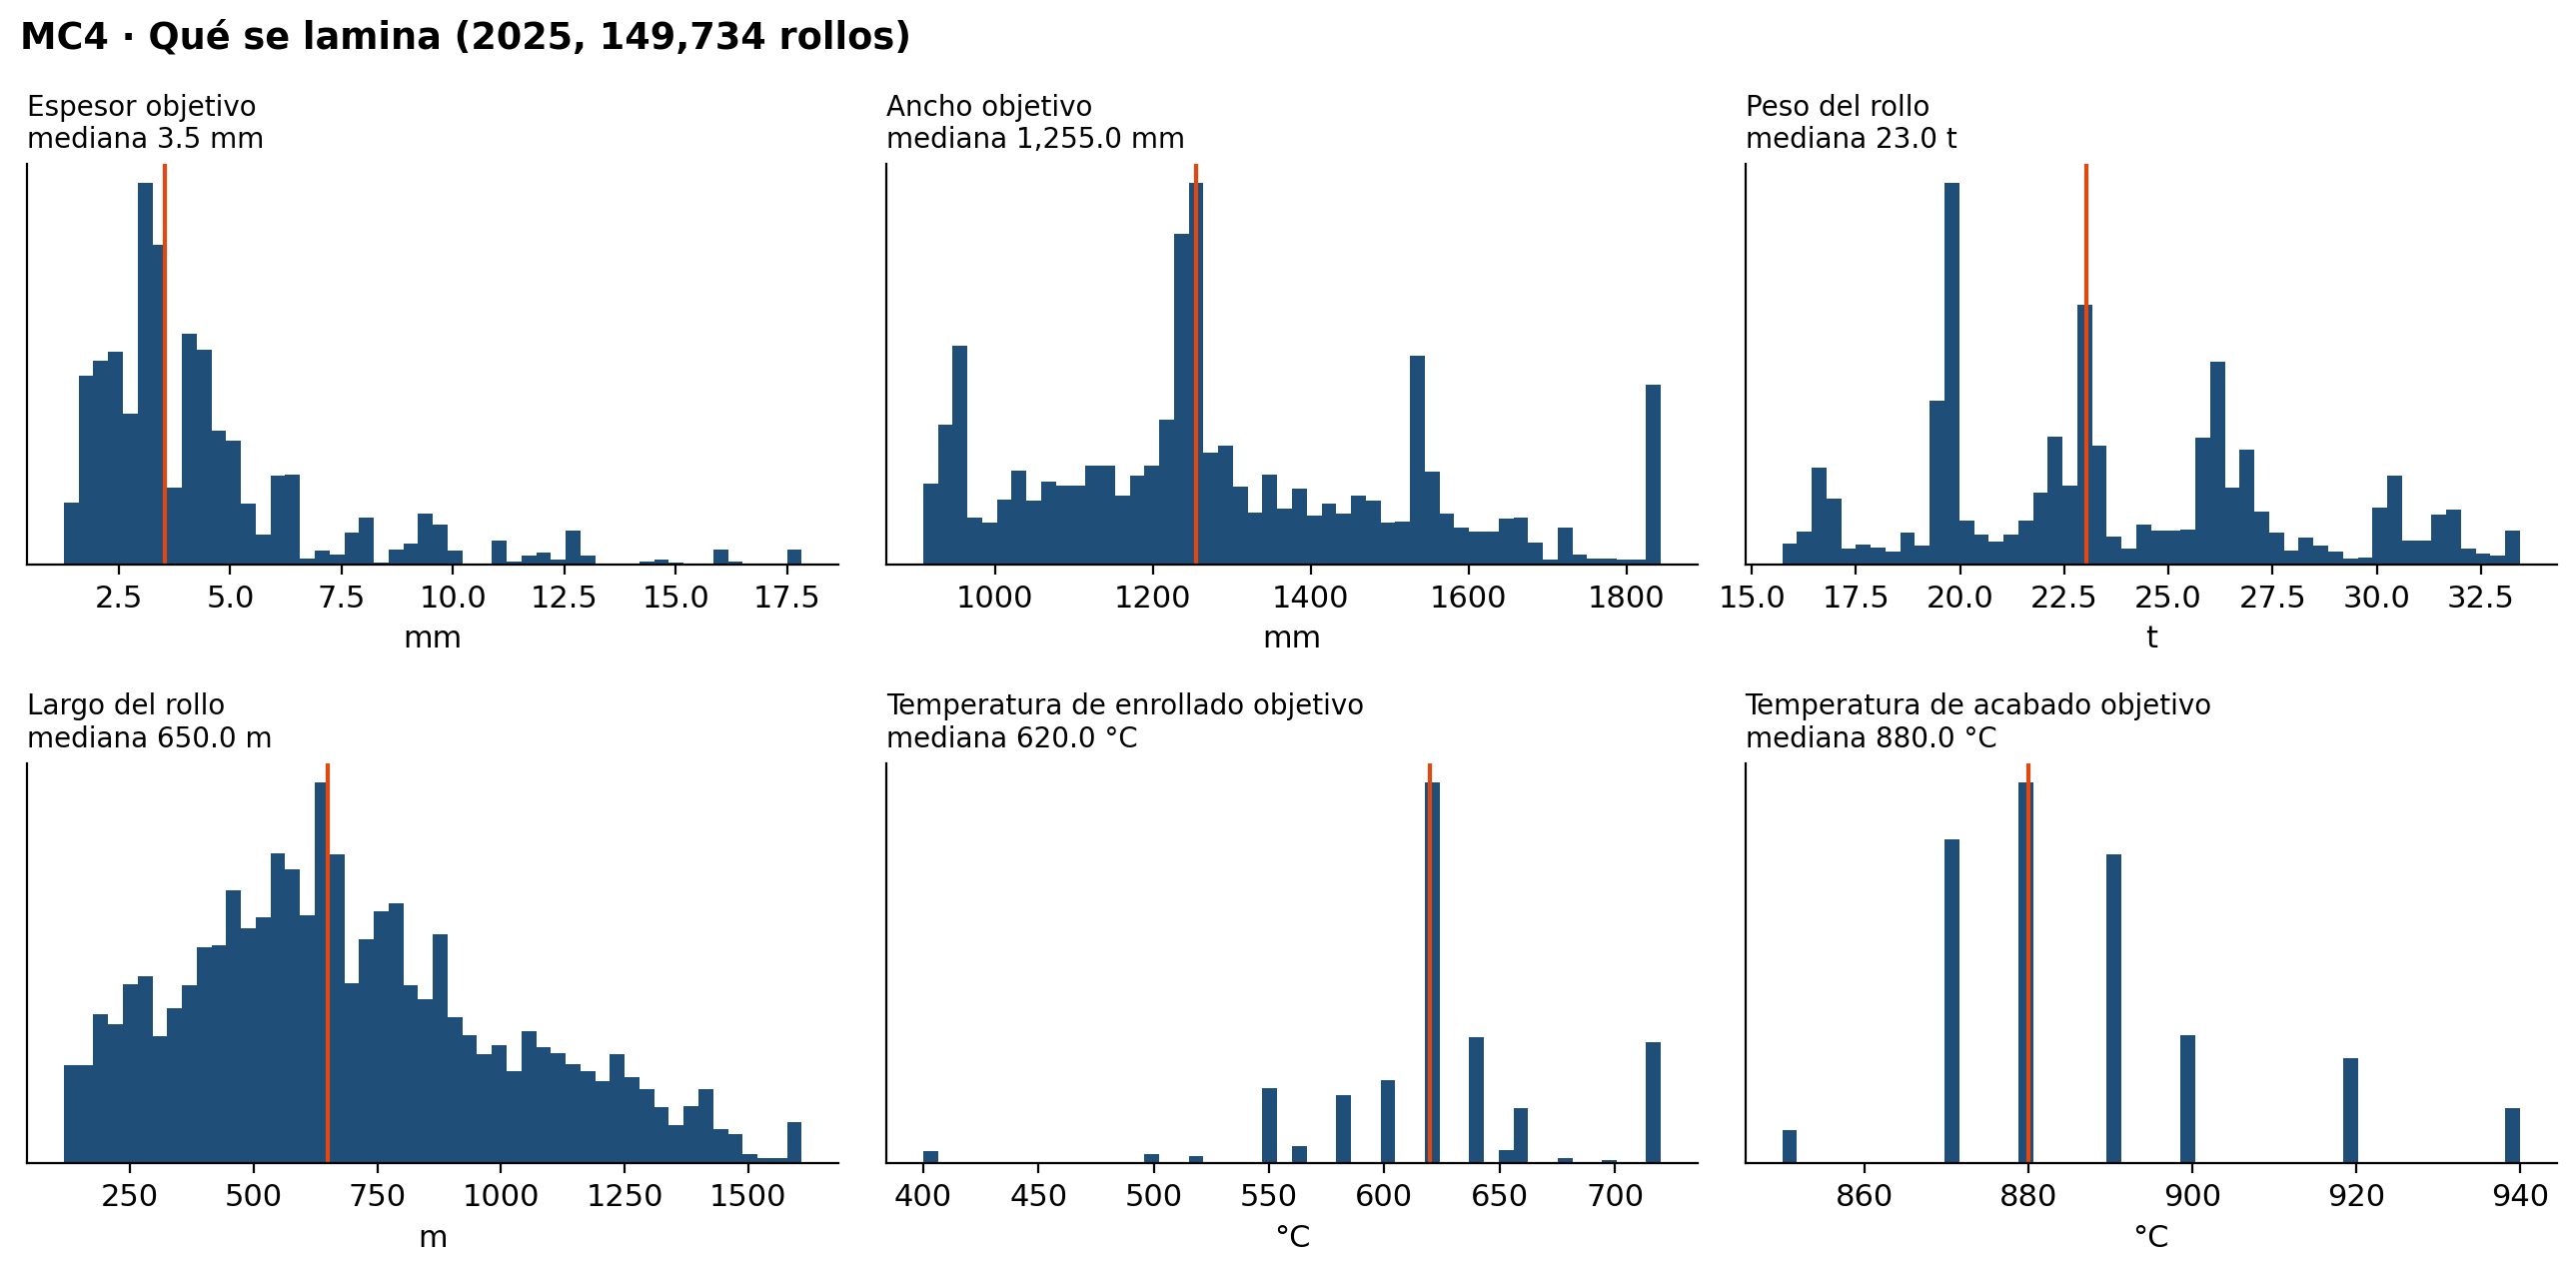 MC4 · Qué se lamina (2025, 149,734 rollos)
Espesor objetivo
mediana 3.5 mm
2.5 5.0 7.5 10.0 12.5 15.0 17.5
mm
Ancho objetivo
mediana 1,255.0 mm
1000 1200 1400 1600 1800
mm
Peso del rollo
mediana 23.0 t
15.0 17.5 20.0 22.5 25.0 27.5 30.0 32.5
t
Largo del rollo
mediana 650.0 m
250 500 750 1000 1250 1500
m
Temperatura de enrollado objetivo
mediana 620.0 °C
400 450 500 550 600 650 700
°C
Temperatura de acabado objetivo
mediana 880.0 °C
860 880 900 920 940
°C